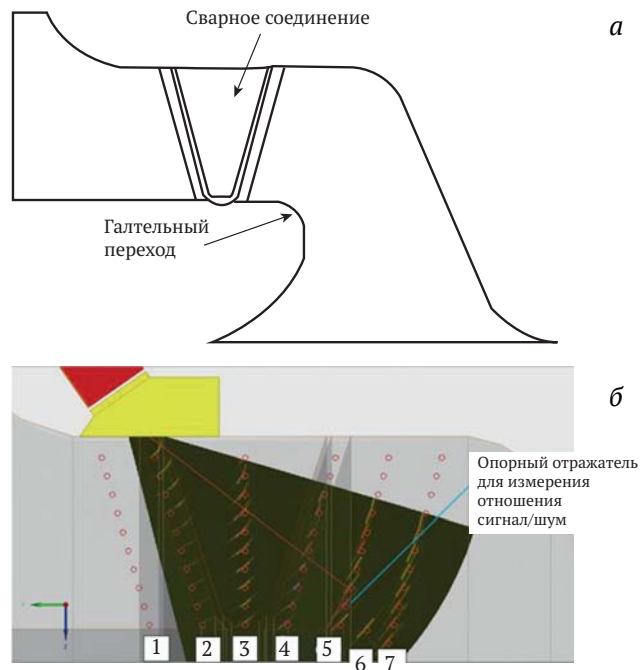 Сварное соединение
а
Галтельный
переход
б
Опорный отражатель
для измерения
отношения
сигнал/шум
1
2
3
4
5
6
7